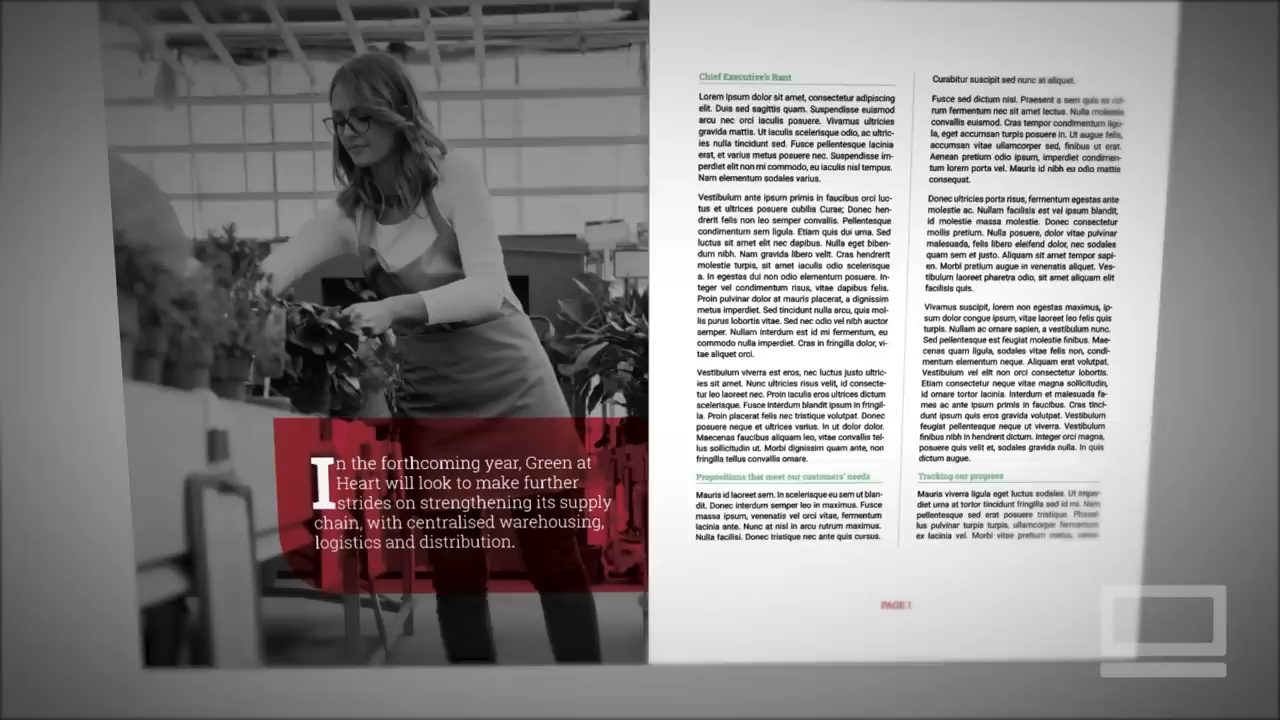 In the forthcoming year, Green at
Heart will look to make further
strides on strengthening its supply
chain, with centralised warehousing,
logistics and distribution.
Chief Executive's Rant
Lorem ipsum dolor sit amet, consectetur adipiscing
elit. Duis sed sagittis quam. Suspendisse euismod
arcu nec orci iaculis posuere. Vivamus ultricies
gravida mattis. Ut iaculis scelerisque odio, ac ultric-
ies nulla tincidunt sed. Fusce pellentesque lacinia
erat, et varius metus posuere nec. Suspendisse im-
perdiet elit non mi commodo, eu iaculis nisl tempus.
Nam elementum sodales varius.
Vestibulum ante ipsum primis in faucibus orci luc-
tus et ultrices posuere cubilia Curae; Donec hen-
drerit felis non leo semper convallis. Pellentesque
condimentum sem ligula. Etiam quis dui urna. Sed
luctus sit amet elit nec dapibus. Nulla eget biben-
dum nibh. Nam gravida libero velit. Cras hendrerit
molestie turpis, sit amet iaculis odio scelerisque
a. In egestas dui non odio elementum posuere. In-
teger vel condimentum risus, vitae dapibus felis.
Proin pulvinar dolor at mauris placerat, a dignissim
metus imperdiet. Sed tincidunt nulla arcu, quis mol-
lis purus lobortis vitae. Sed nec odio vel nibh auctor
semper. Nullam interdum est id mi fermentum, eu
commodo nulla imperdiet. Cras in fringilla dolor, vi-
tae aliquet orci.
Vestibulum viverra est eros, nec luctus justo ultric-
ies sit amet. Nunc ultricies risus velit, id consecte-
tur leo laoreet nec. Proin iaculis eros ultrices dictum
scelerisque. Fusce interdum blandit ipsum in fringil-
la. Proin placerat felis nec tristique volutpat. Donec
posuere neque et ultrices varius. In ut dolor dolor.
Maecenas faucibus aliquam leo, vitae convallis tel-
lus sollicitudin ut. Morbi dignissim quam ante, non
fringilla tellus convallis ornare.
Propositions that meet our customers' needs
Mauris id laoreet sem. In scelerisque eu sem ut blan-
dit. Donec interdum semper leo in maximus. Fusce
massa ipsum, venenatis vel orci vitae, fermentum
lacinia ante. Nunc at nisl in arcu rutrum maximus.
Nulla facilisi. Donec tristique nec ante quis cursus.
Curabitur suscipit sed nunc at aliquet.
Fusce sed dictum nisl. Praesent a sem quis ex rut-
rum fermentum nec sit amet lectus. Nulla molestie
convallis euismod. Cras tempor condimentum ligu-
la, eget accumsan turpis posuere in. Ut augue felis,
accumsan vitae ullamcorper sed, finibus ut erat.
Aenean pretium odio ipsum, imperdiet condimen-
tum lorem porta vel. Mauris id nibh eu odio mattis
consequat.
Donec ultricies porta risus, fermentum egestas ante
molestie ac. Nullam facilisis est vel ipsum blandit,
id molestie massa molestie. Donec consectetur
mollis pretium. Nulla posuere, dolor vitae pulvinar
malesuada, felis libero eleifend dolor, nec sodales
quam sem et justo. Aliquam sit amet tempor sapi-
en. Morbi pretium augue in venenatis aliquet. Ves-
tibulum laoreet pharetra odio, sit amet aliquam elit
facilisis quis.
Vivamus suscipit, lorem non egestas maximus, ip-
sum dolor congue ipsum, vitae laoreet leo felis quis
turpis. Nullam ac ornare sapien, a vestibulum nunc.
Sed pellentesque est feugiat molestie finibus. Mae-
cenas quam ligula, sodales vitae felis non, condi-
mentum elementum neque. Aliquam erat volutpat.
Vestibulum vel elit non orci consectetur lobortis.
Etiam consectetur neque vitae magna sollicitudin,
id ornare tortor lacinia. Interdum et malesuada fa-
mes ac ante ipsum primis in faucibus. Cras tinci-
dunt ipsum quis eros gravida volutpat. Vestibulum
feugiat pellentesque neque ut viverra. Vestibulum
finibus nibh in hendrerit dictum. Integer orci magna,
posuere quis velit et, sodales gravida nulla. In quis
dictum augue.
Tracking our progress
Mauris viverra ligula eget luctus sodales. Ut imper-
diet urna at tortor tincidunt fringilla sed id mi. Nam
pellentesque sed erat posuere tristique. Phasel-
lus pulvinar turpis turpis, ullamcorper fermentum
ex lacinia vel. Morbi vitae pretium metus,
PAGE 1